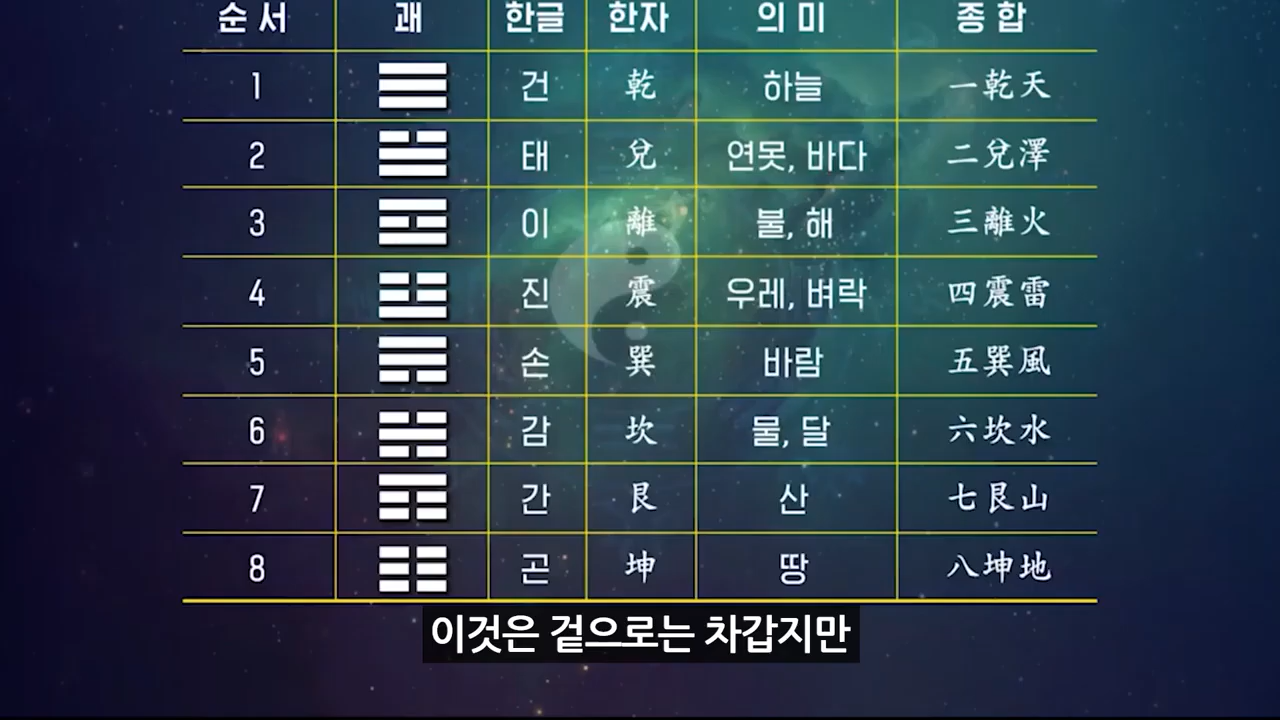 순서 괘 한글 한자 의미 종합
1 ☰ 건 乾 하늘 一乾天
2 ☱ 태 兌 연못, 바다 二兌澤
3 ☲ 이 離 불, 해 三離火
4 ☳ 진 震 우레, 벼락 四震雷
5 ☴ 손 巽 바람 五巽風
6 ☵ 감 坎 물, 달 六坎水
7 ☶ 간 艮 산 七艮山
8 ☷ 곤 坤 땅 八坤地
이것은 겉으로는 차갑지만